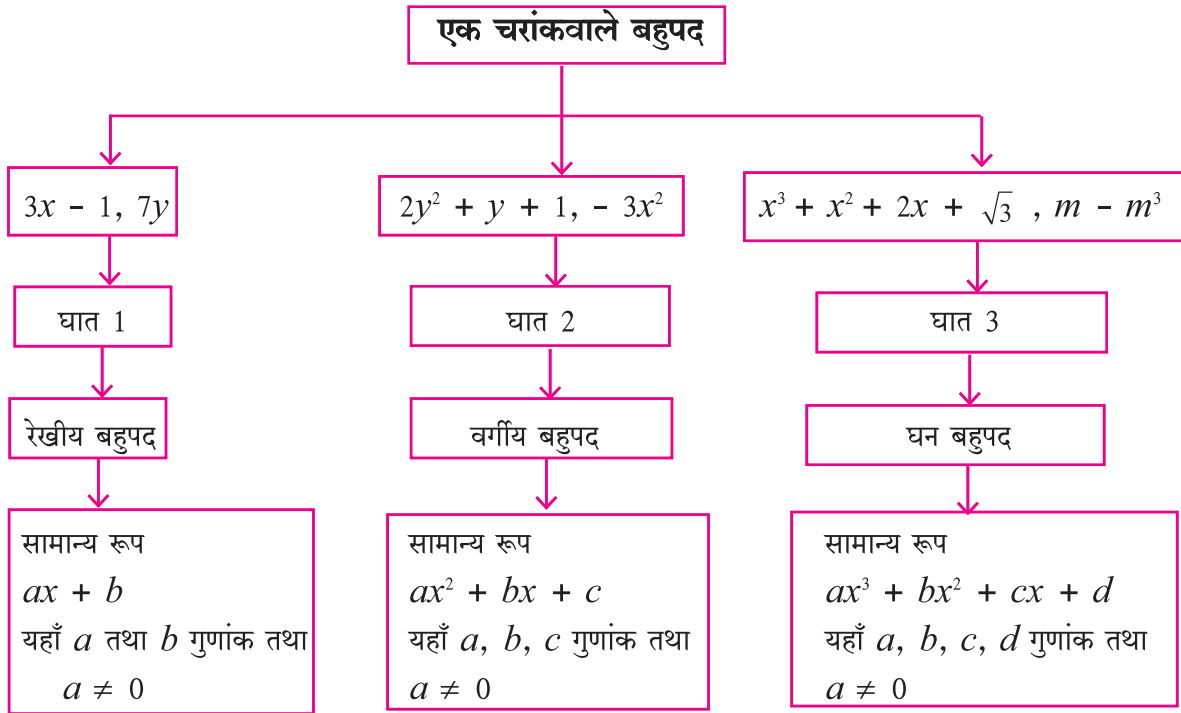 एक चरांकवाले बहुपद
3x – 1, 7y
2y² + y + 1, – 3x²
x³ + x² + 2x + √3 , m – m³
घात 1
घात 2
घात 3
रेखीय बहुपद
वर्गीय बहुपद
घन बहुपद
सामान्य रूप
ax + b
यहाँ a तथा b गुणांक तथा
a ≠ 0
सामान्य रूप
ax² + bx + c
यहाँ a, b, c गुणांक तथा
a ≠ 0
सामान्य रूप
ax³ + bx² + cx + d
यहाँ a, b, c, d गुणांक तथा
a ≠ 0